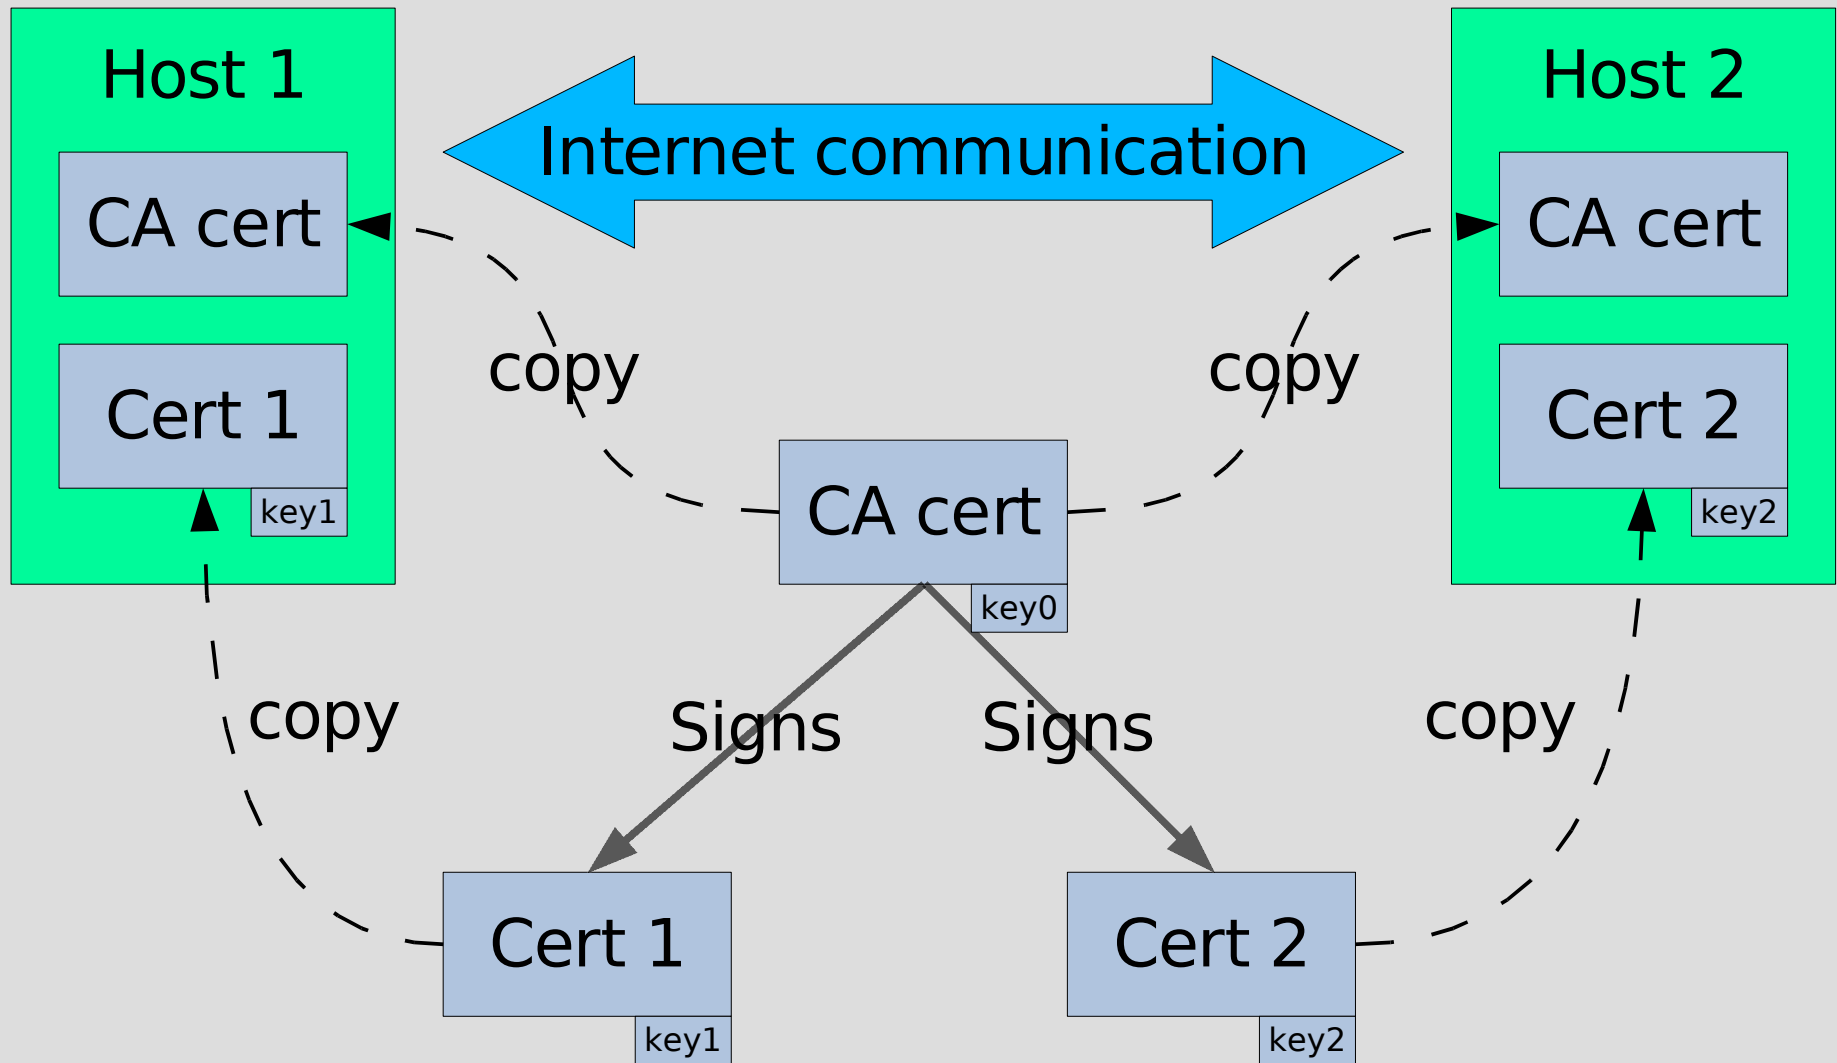 Host 1
Host 2
Internet communication
CA cert
CA cert
copy
copy
Cert 1
Cert 2
key1
key2
CA cert
key0
copy
Signs
Signs
copy
Cert 1
Cert 2
key1
key2